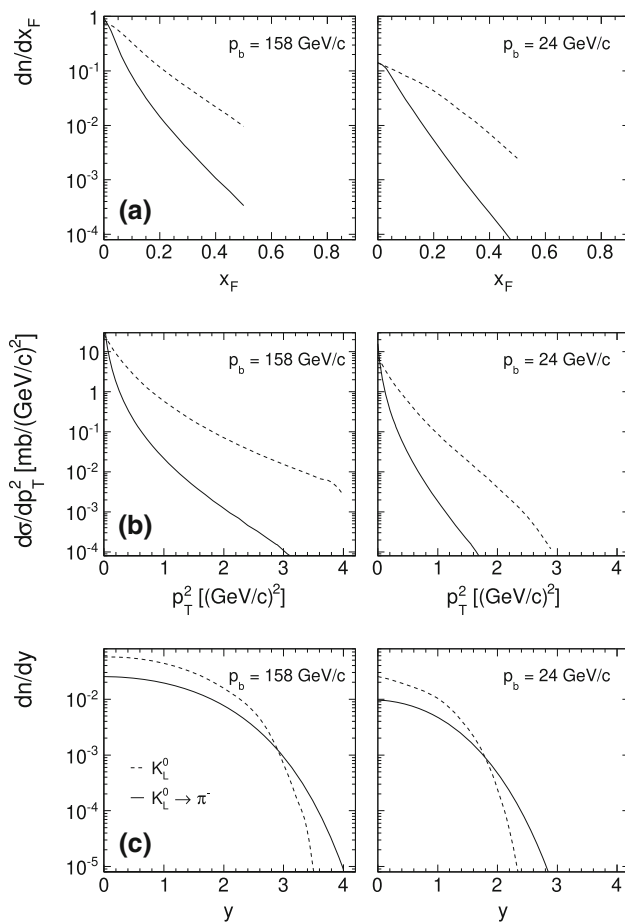 dn/dx_F
p_b = 158 GeV/c
p_b = 24 GeV/c
1
10^-1
10^-2
10^-3
10^-4
(a)
0 0.2 0.4 0.6 0.8
0 0.2 0.4 0.6 0.8
x_F
x_F
dσ/dp_T^2 [mb/(GeV/c)^2]
p_b = 158 GeV/c
p_b = 24 GeV/c
10
1
10^-1
10^-2
10^-3
10^-4
(b)
0 1 2 3 4
0 1 2 3 4
p_T^2 [(GeV/c)^2]
p_T^2 [(GeV/c)^2]
dn/dy
p_b = 158 GeV/c
p_b = 24 GeV/c
10^-2
10^-3
10^-4
10^-5
K_L^0
K_L^0 → π^-
(c)
0 1 2 3 4
0 1 2 3 4
y
y